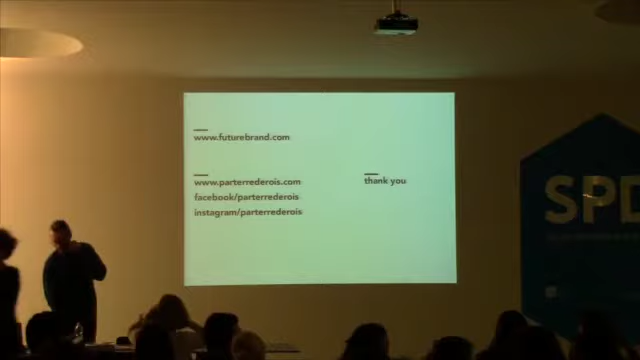 www.futurebrand.com
www.parterrederois.com
facebook/parterrederois
instagram/parterrederois
thank you
SPD